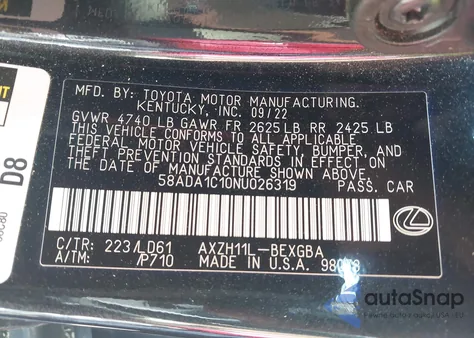 MFD. BY: TOYOTA MOTOR MANUFACTURING.
KENTUCKY, INC. 09/22
GVWR 4740 LB GAWR FR 2625 LB RR 2425 LB
THIS VEHICLE CONFORMS TO ALL APPLICABLE
FEDERAL MOTOR VEHICLE SAFETY, BUMPER, AND
THEFT PREVENTION STANDARDS IN EFFECT ON
THE DATE OF MANUFACTURE SHOWN ABOVE.
58ADA1C10NU026319 PASS. CAR
C/TR: 223/LD61 AXZH11L-BEXGBA
A/TM: /P710 MADE IN U.S.A.
D8
autoSnap